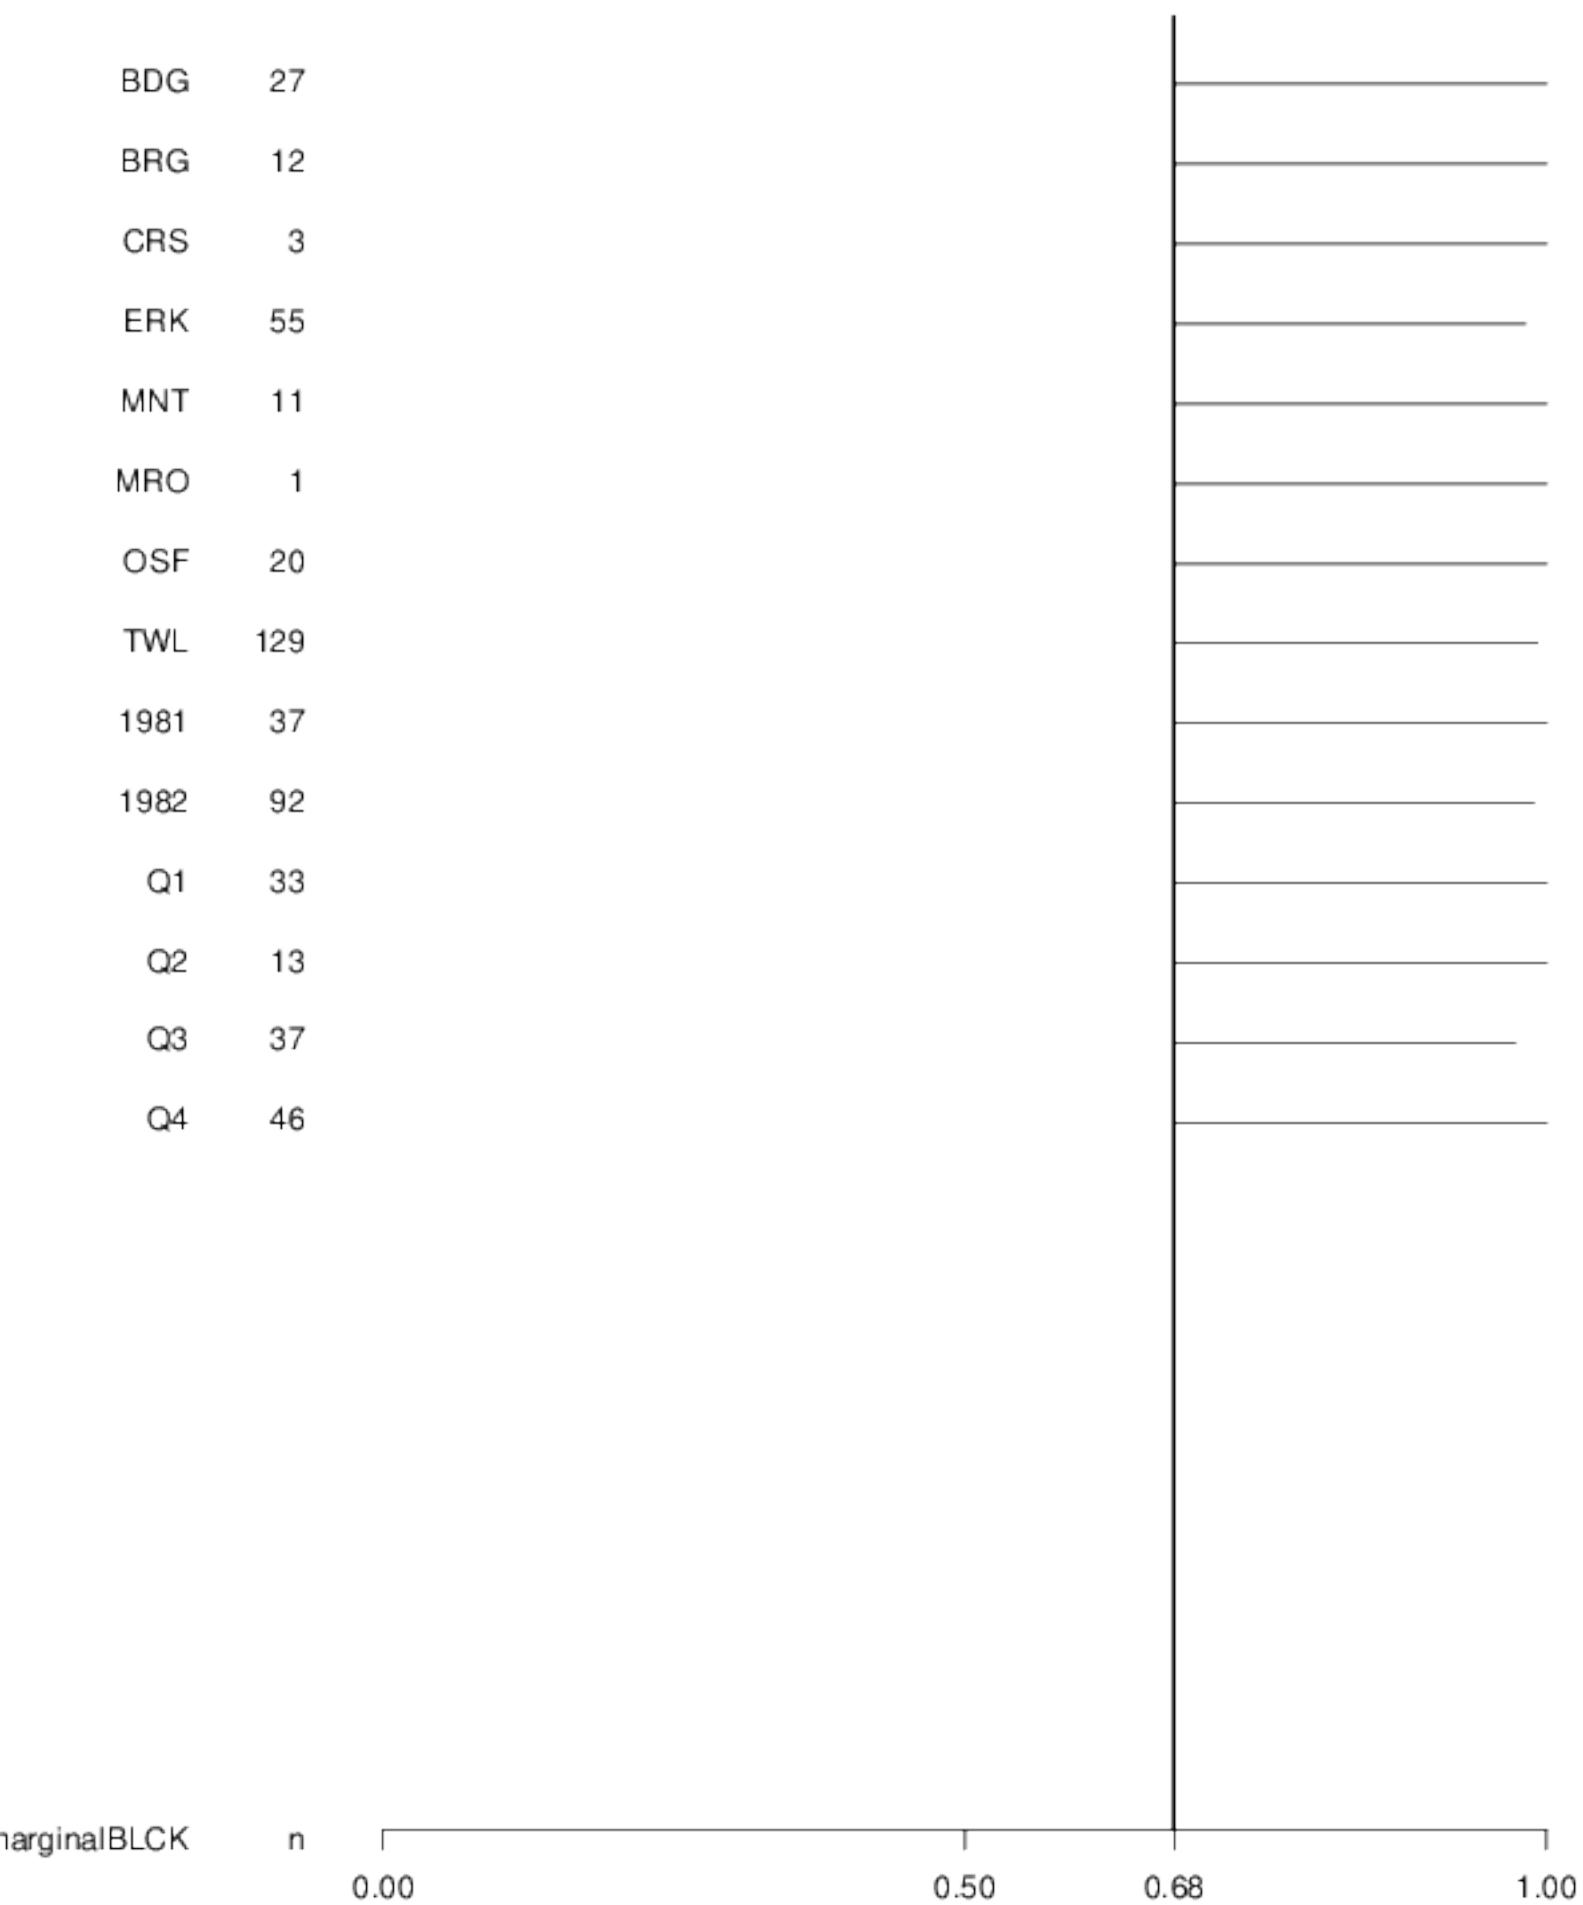 BDG 27
BRG 12
CRS 3
ERK 55
MNT 11
MRO 1
OSF 20
TWL 129
1981 37
1982 92
Q1 33
Q2 13
Q3 37
Q4 46
arginalBLCK n
0.00 0.50 0.68 1.00